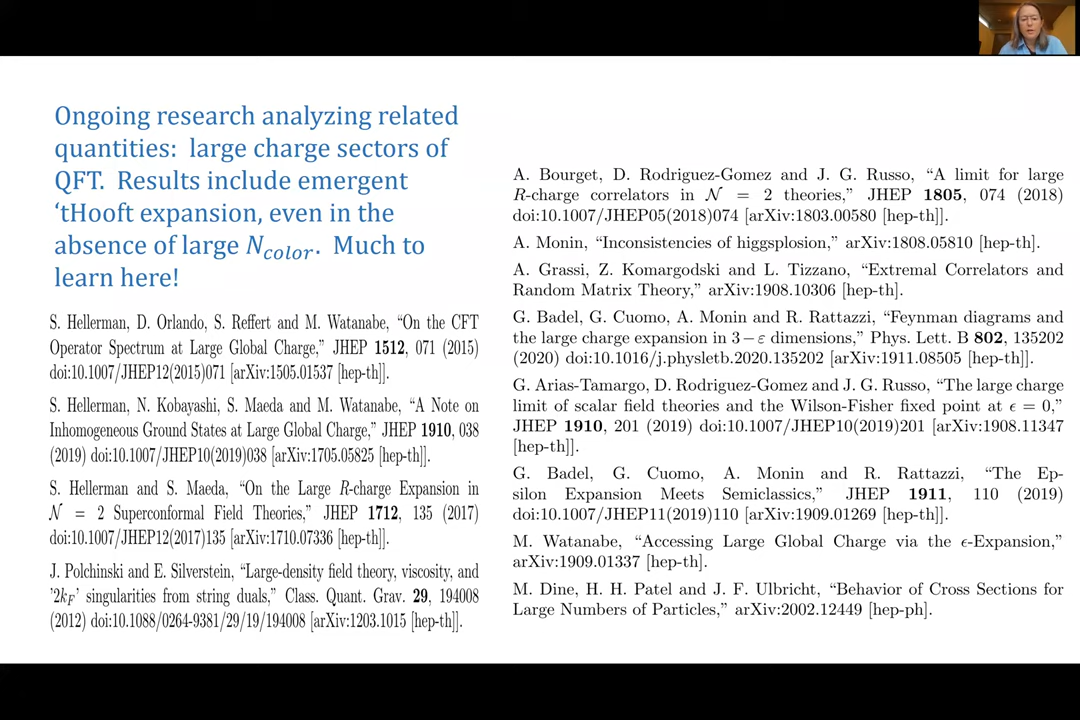 Ongoing research analyzing related
quantities: large charge sectors of
QFT. Results include emergent
‘tHooft expansion, even in the
absence of large N_color. Much to
learn here!
S. Hellerman, D. Orlando, S. Reffert and M. Watanabe, “On the CFT
Operator Spectrum at Large Global Charge,” JHEP 1512, 071 (2015)
doi:10.1007/JHEP12(2015)071 [arXiv:1505.01537 [hep-th]].
S. Hellerman, N. Kobayashi, S. Maeda and M. Watanabe, “A Note on
Inhomogeneous Ground States at Large Global Charge,” JHEP 1910, 038
(2019) doi:10.1007/JHEP10(2019)038 [arXiv:1705.05825 [hep-th]].
S. Hellerman and S. Maeda, “On the Large R-charge Expansion in
𝒩 = 2 Superconformal Field Theories,” JHEP 1712, 135 (2017)
doi:10.1007/JHEP12(2017)135 [arXiv:1710.07336 [hep-th]].
J. Polchinski and E. Silverstein, “Large-density field theory, viscosity, and
’2k_F’ singularities from string duals,” Class. Quant. Grav. 29, 194008
(2012) doi:10.1088/0264-9381/29/19/194008 [arXiv:1203.1015 [hep-th]].
A. Bourget, D. Rodriguez-Gomez and J. G. Russo, “A limit for large
R-charge correlators in 𝒩 = 2 theories,” JHEP 1805, 074 (2018)
doi:10.1007/JHEP05(2018)074 [arXiv:1803.00580 [hep-th]].
A. Monin, “Inconsistencies of higgsplosion,” arXiv:1808.05810 [hep-th].
A. Grassi, Z. Komargodski and L. Tizzano, “Extremal Correlators and
Random Matrix Theory,” arXiv:1908.10306 [hep-th].
G. Badel, G. Cuomo, A. Monin and R. Rattazzi, “Feynman diagrams and
the large charge expansion in 3 − ε dimensions,” Phys. Lett. B 802, 135202
(2020) doi:10.1016/j.physletb.2020.135202 [arXiv:1911.08505 [hep-th]].
G. Arias-Tamargo, D. Rodriguez-Gomez and J. G. Russo, “The large charge
limit of scalar field theories and the Wilson-Fisher fixed point at ϵ = 0,”
JHEP 1910, 201 (2019) doi:10.1007/JHEP10(2019)201 [arXiv:1908.11347
[hep-th]].
G. Badel, G. Cuomo, A. Monin and R. Rattazzi, “The Ep-
silon Expansion Meets Semiclassics,” JHEP 1911, 110 (2019)
doi:10.1007/JHEP11(2019)110 [arXiv:1909.01269 [hep-th]].
M. Watanabe, “Accessing Large Global Charge via the ϵ-Expansion,”
arXiv:1909.01337 [hep-th].
M. Dine, H. H. Patel and J. F. Ulbricht, “Behavior of Cross Sections for
Large Numbers of Particles,” arXiv:2002.12449 [hep-ph].